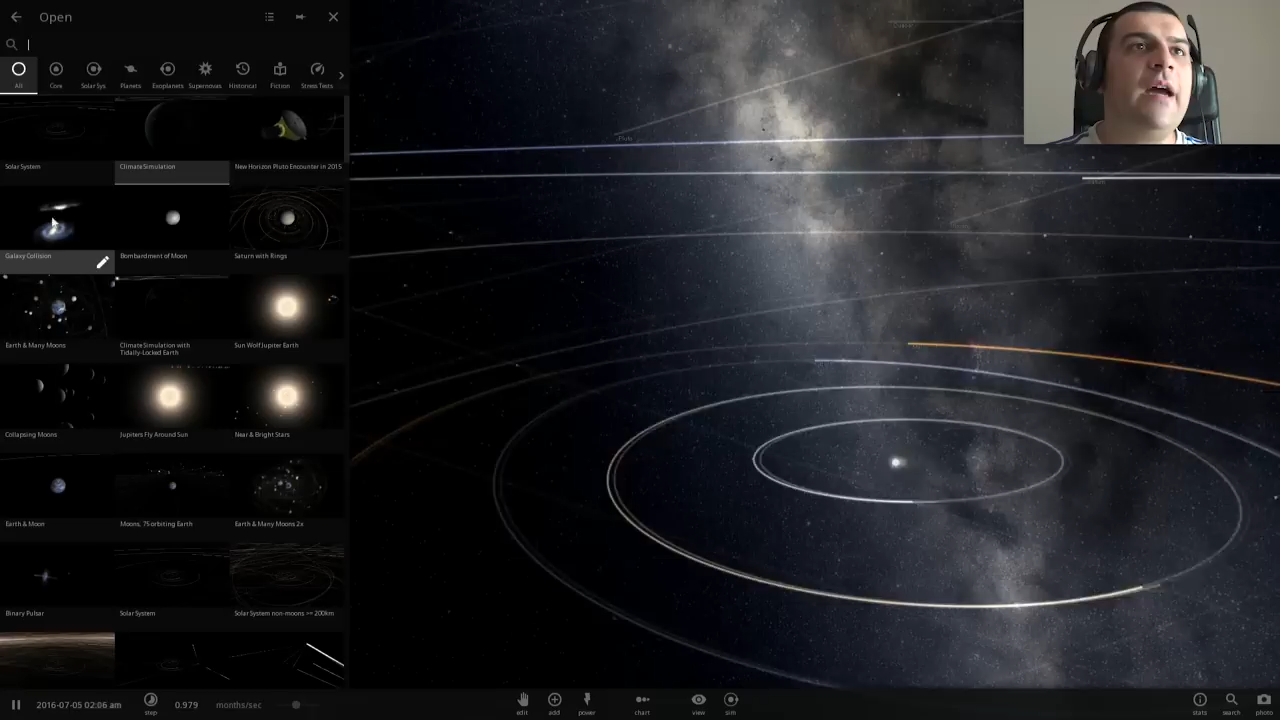 Open
All
Core
Solar Sys
Planets
Exoplanets
Supernovas
Historical
Fiction
Stress Tests
Solar System
Climate Simulation
New Horizon Pluto Encounter in 2015
Galaxy Collision
Bombardment of Moon
Saturn with Rings
Earth & Many Moons
Climate Simulation with
Tidally-Locked Earth
Sun Wolf Jupiter Earth
Collapsing Moons
Jupiters Fly Around Sun
Near & Bright Stars
Earth & Moon
Moons, 75 orbiting Earth
Earth & Many Moons 2x
Binary Pulsar
Solar System
Solar System non-moons >= 200km
Pluto
2016-07-05 02:06 am
step
0.979
months/sec
edit
add
power
chart
view
sim
stats
search
photo